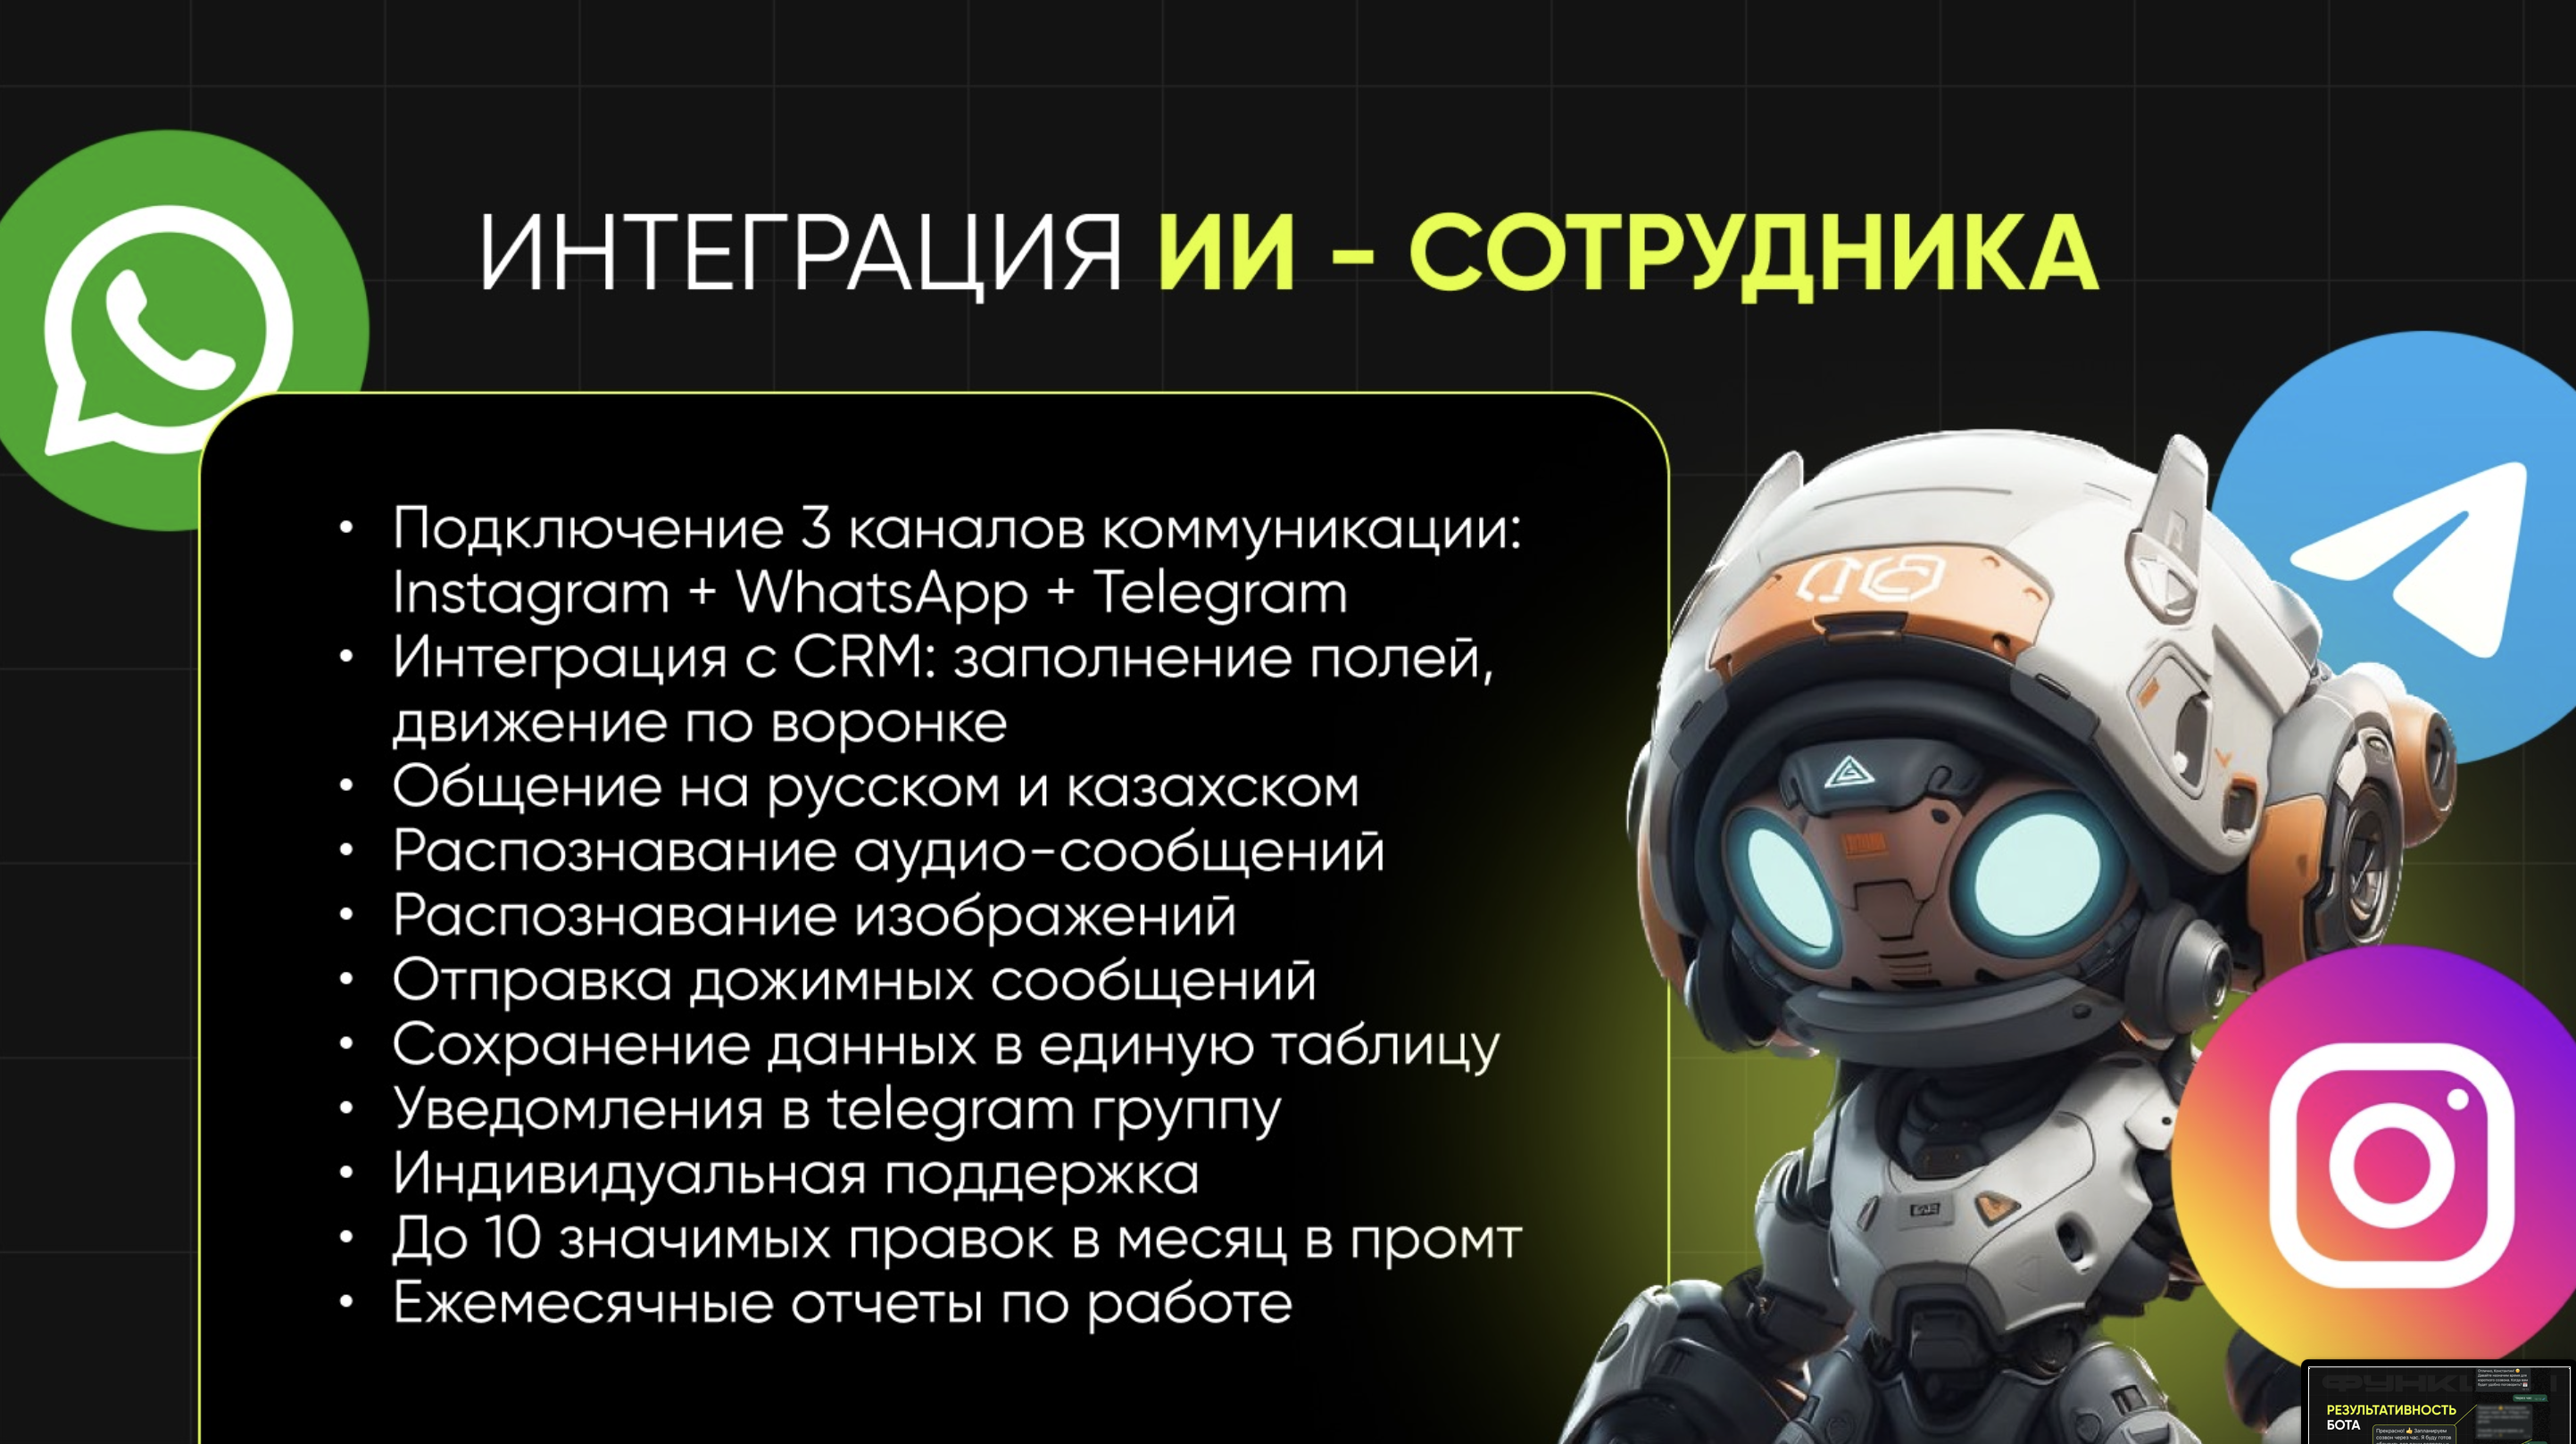 ИНТЕГРАЦИЯ ИИ - СОТРУДНИКА
• Подключение 3 каналов коммуникации:
Instagram + WhatsApp + Telegram
• Интеграция с CRM: заполнение полей,
движение по воронке
• Общение на русском и казахском
• Распознавание аудио-сообщений
• Распознавание изображений
• Отправка дожимных сообщений
• Сохранение данных в единую таблицу
• Уведомления в telegram группу
• Индивидуальная поддержка
• До 10 значимых правок в месяц в промт
• Ежемесячные отчеты по работе
РЕЗУЛЬТАТИВНОСТЬ
БОТА